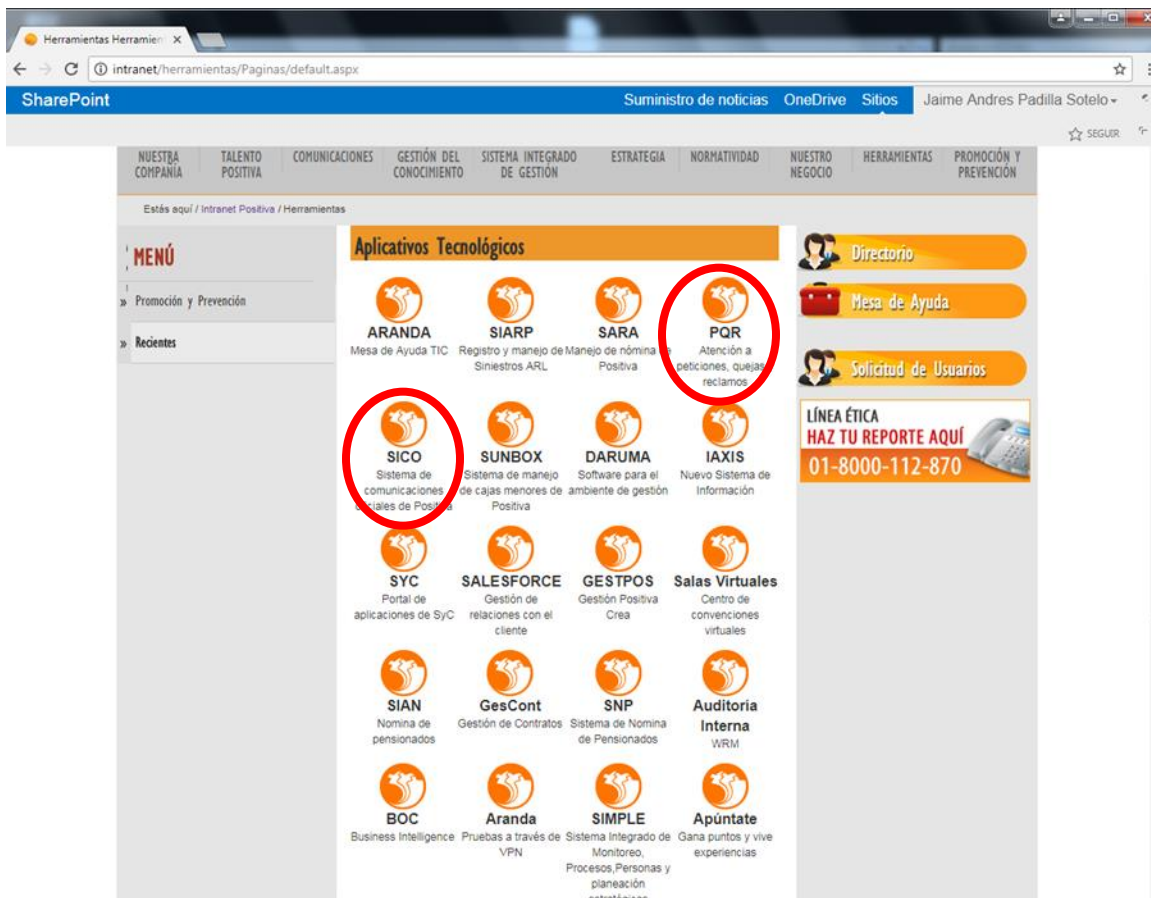 Herramientas Herramien
intranet/herramientas/Paginas/default.aspx
SharePoint
Suministro de noticias OneDrive Sitios Jaime Andres Padilla Sotelo
SEGUIR
NUESTRA COMPAÑÍA
TALENTO POSITIVA
COMUNICACIONES
GESTIÓN DEL CONOCIMIENTO
SISTEMA INTEGRADO DE GESTIÓN
ESTRATEGIA
NORMATIVIDAD
NUESTRO NEGOCIO
HERRAMIENTAS
PROMOCIÓN Y PREVENCIÓN
Estás aquí / Intranet Positiva / Herramientas
MENÚ
» Promoción y Prevención
» Recientes
Aplicativos Tecnológicos
ARANDA
Mesa de Ayuda TIC
SIARP
Registro y manejo de
Siniestros ARL
SARA
Manejo de nómina de
Positiva
PQR
Atención a
peticiones, quejas
reclamos
SICO
Sistema de
comunicaciones
oficiales de Positiva
SUNBOX
Sistema de manejo
de cajas menores de
Positiva
DARUMA
Software para el
ambiente de gestión
IAXIS
Nuevo Sistema de
Información
SYC
Portal de
aplicaciones de SyC
SALESFORCE
Gestión de
relaciones con el
cliente
GESTPOS
Gestión Positiva
Crea
Salas Virtuales
Centro de
convenciones
virtuales
SIAN
Nomina de
pensionados
GesCont
Gestión de Contratos
SNP
Sistema de Nomina
de Pensionados
Auditoria
Interna
WRM
BOC
Business Intelligence
Aranda
Pruebas a través de
VPN
SIMPLE
Sistema Integrado de
Monitoreo,
Procesos,Personas y
planeación
Apúntate
Gana puntos y vive
experiencias
Directorio
Mesa de Ayuda
Solicitud de Usuarios
LÍNEA ÉTICA
HAZ TU REPORTE AQUÍ
01-8000-112-870